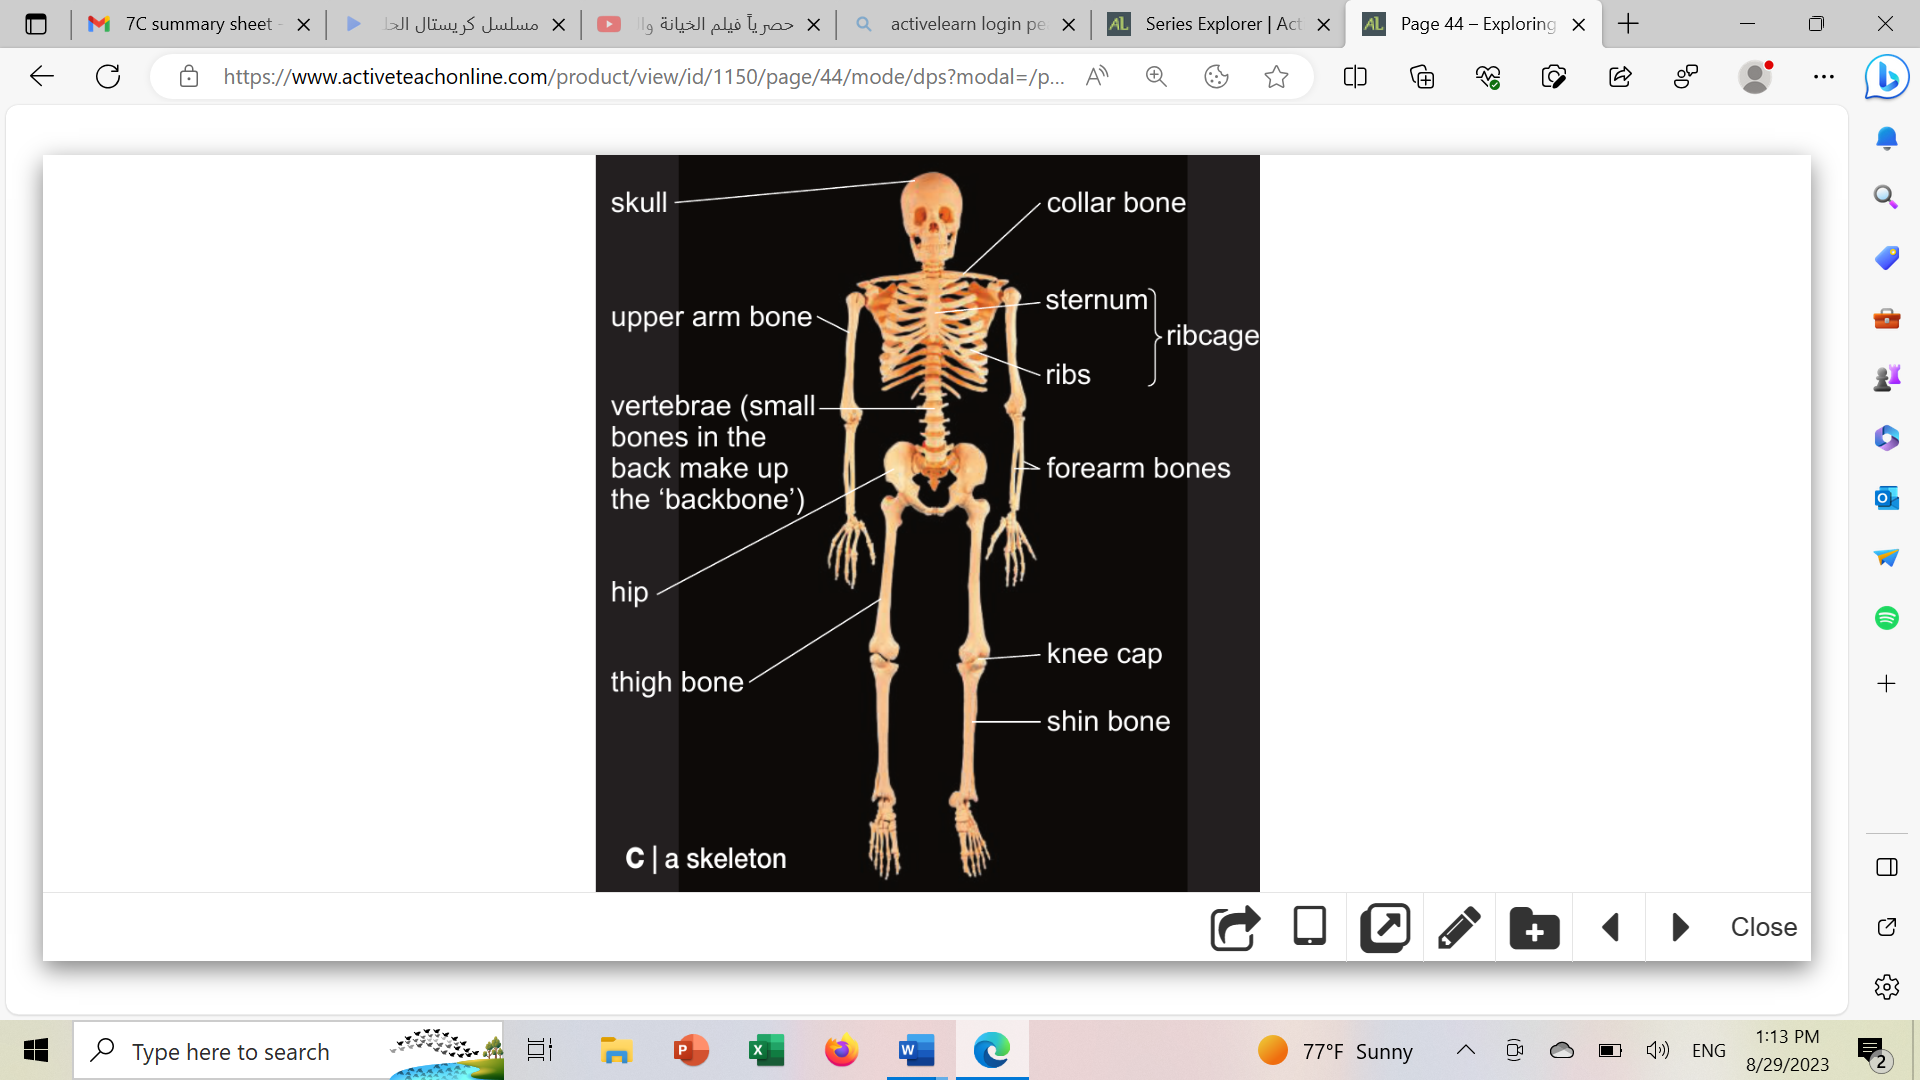 7C summary sheet -
مسلسل كريستال الحل
حصرياً فيلم الخيانة وال
activelearn login pe
Series Explorer | Act
Page 44 – Exploring
https://www.activeteachonline.com/product/view/id/1150/page/44/mode/dps?modal=/p...
skull
collar bone
sternum
upper arm bone
ribcage
ribs
vertebrae (small
bones in the
back make up
the ‘backbone’)
forearm bones
hip
knee cap
thigh bone
shin bone
C | a skeleton
Close
Type here to search
77°F Sunny
ENG
1:13 PM
8/29/2023
2